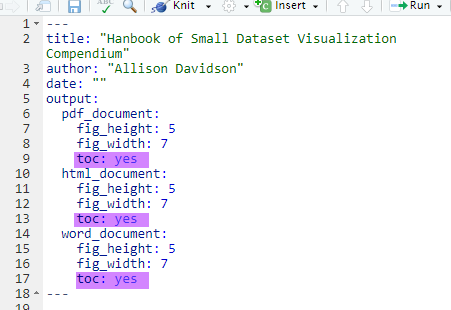 ABC Knit Insert Run
1 ---
2 title: "Hanbook of Small Dataset Visualization
Compendium"
3 author: "Allison Davidson"
4 date: ""
5 output:
6 pdf_document:
7 fig_height: 5
8 fig_width: 7
9 toc: yes
10 html_document:
11 fig_height: 5
12 fig_width: 7
13 toc: yes
14 word_document:
15 fig_height: 5
16 fig_width: 7
17 toc: yes
18 ---
19